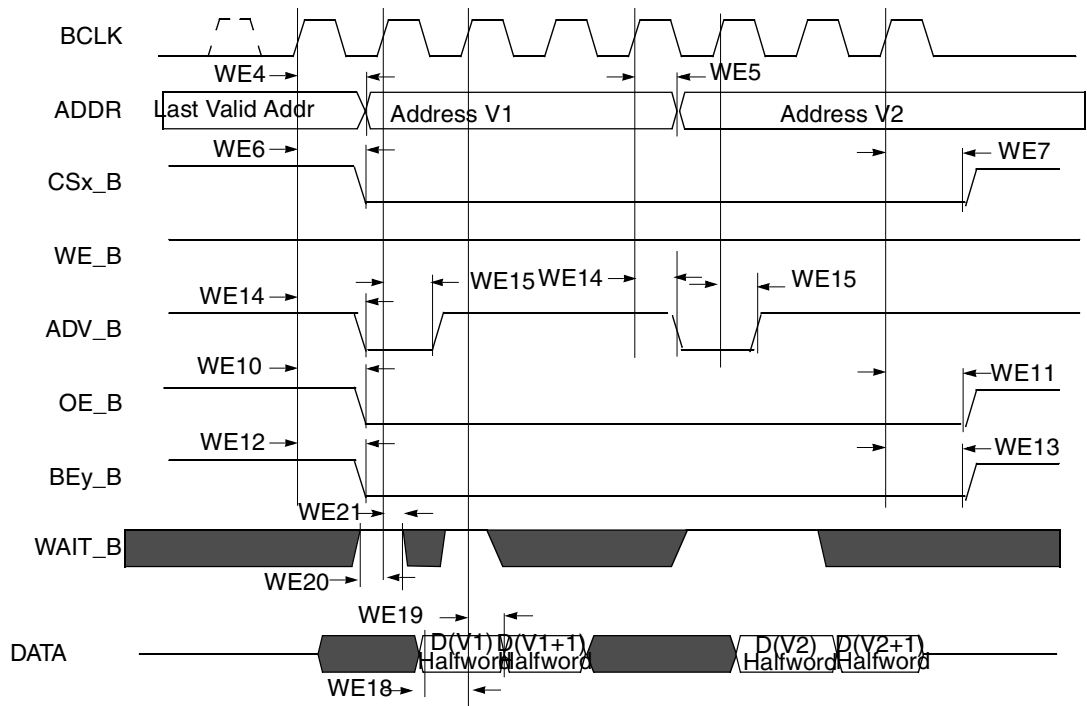 BCLK
WE4
WE5
ADDR
Last Valid Addr
Address V1
Address V2
WE6
WE7
CSx_B
WE_B
WE14
WE15
WE14
WE15
ADV_B
WE10
WE11
OE_B
WE12
WE13
BEy_B
WE21
WAIT_B
WE20
WE19
DATA
D(V1)
Halfword
D(V1+1)
Halfword
D(V2)
Halfword
D(V2+1)
Halfword
WE18